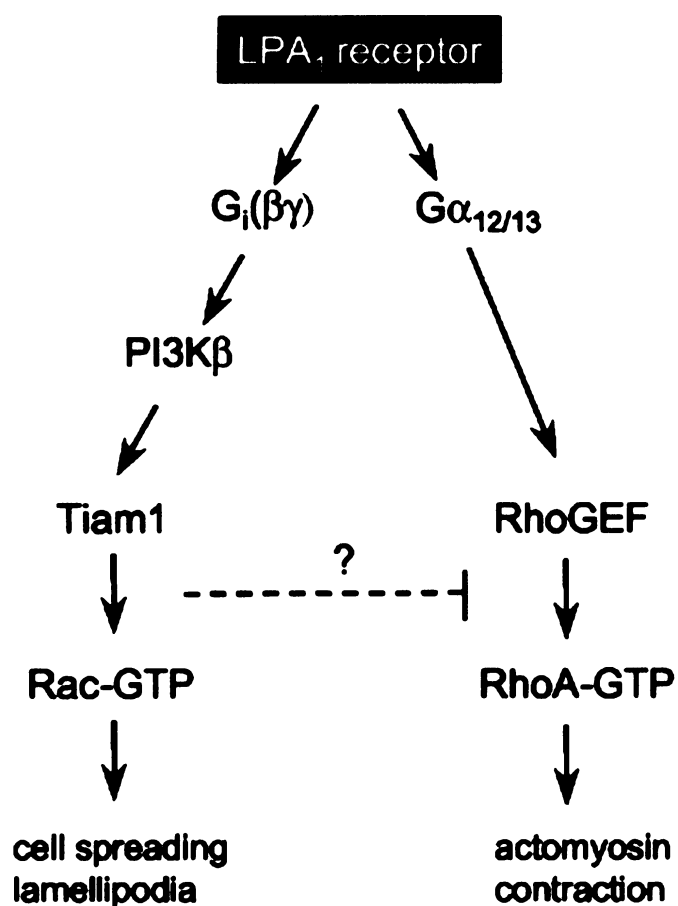 LPA₁ receptor
Gᵢ(βγ) Gα₁₂/₁₃
PI3Kβ
Tiam1 RhoGEF
?
Rac-GTP RhoA-GTP
cell spreading
lamellipodia
actomyosin
contraction